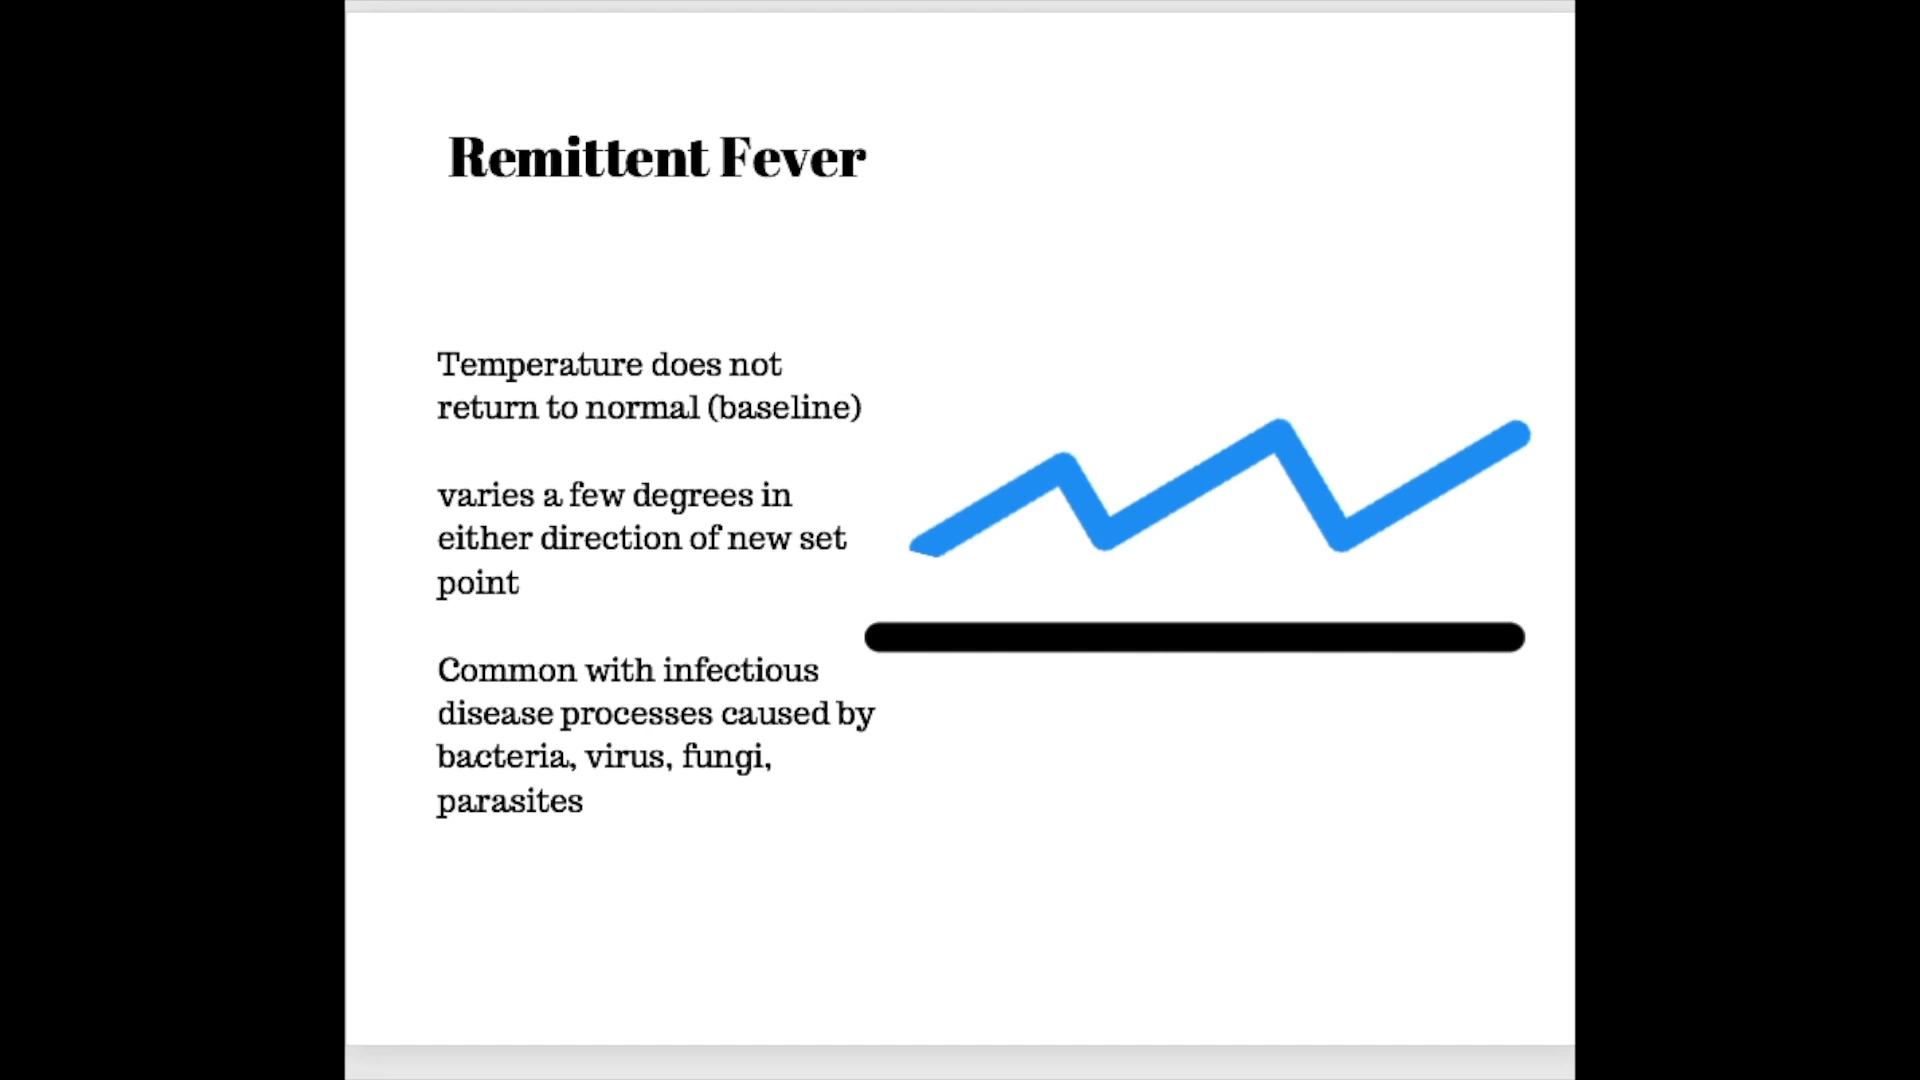 Remittent Fever
Temperature does not
return to normal (baseline)
varies a few degrees in
either direction of new set
point
Common with infectious
disease processes caused by
bacteria, virus, fungi,
parasites